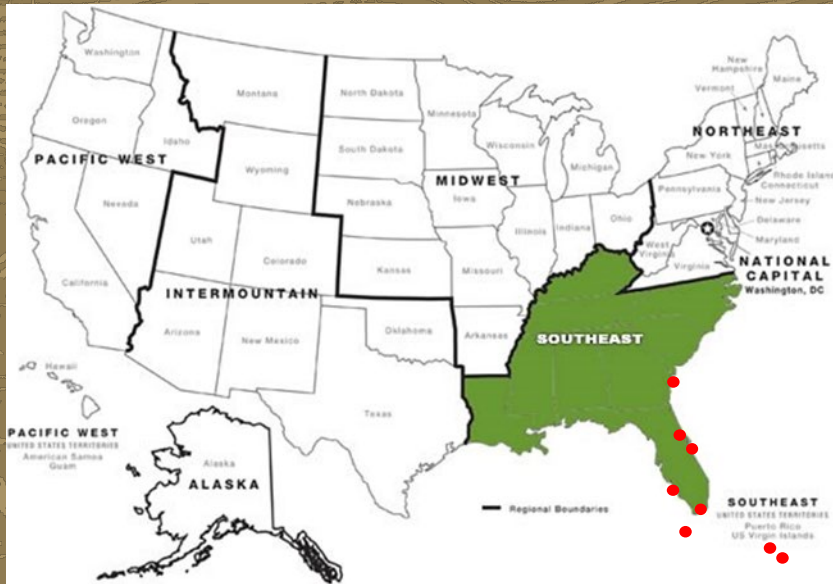 Washington
Montana
North Dakota
Minnesota
New
Hampshire
Vermont
Maine
Oregon
Idaho
South Dakota
Wisconsin
Michigan
NORTHEAST
Massachusetts
New York
PACIFIC WEST
Wyoming
MIDWEST
Rhode Island
Connecticut
Nevada
Nebraska
Iowa
Pennsylvania
New Jersey
Utah
Colorado
Illinois
Indiana
Ohio
Delaware
Maryland
West
Virginia
Virginia
NATIONAL
CAPITAL
Washington, DC
California
Kansas
Missouri
INTERMOUNTAIN
Arizona
New Mexico
Oklahoma
Arkansas
SOUTHEAST
Hawaii
Texas
PACIFIC WEST
UNITED STATES TERRITORIES
American Samoa
Guam
Alaska
ALASKA
Regional Boundaries
SOUTHEAST
UNITED STATES TERRITORIES
Puerto Rico
US Virgin Islands